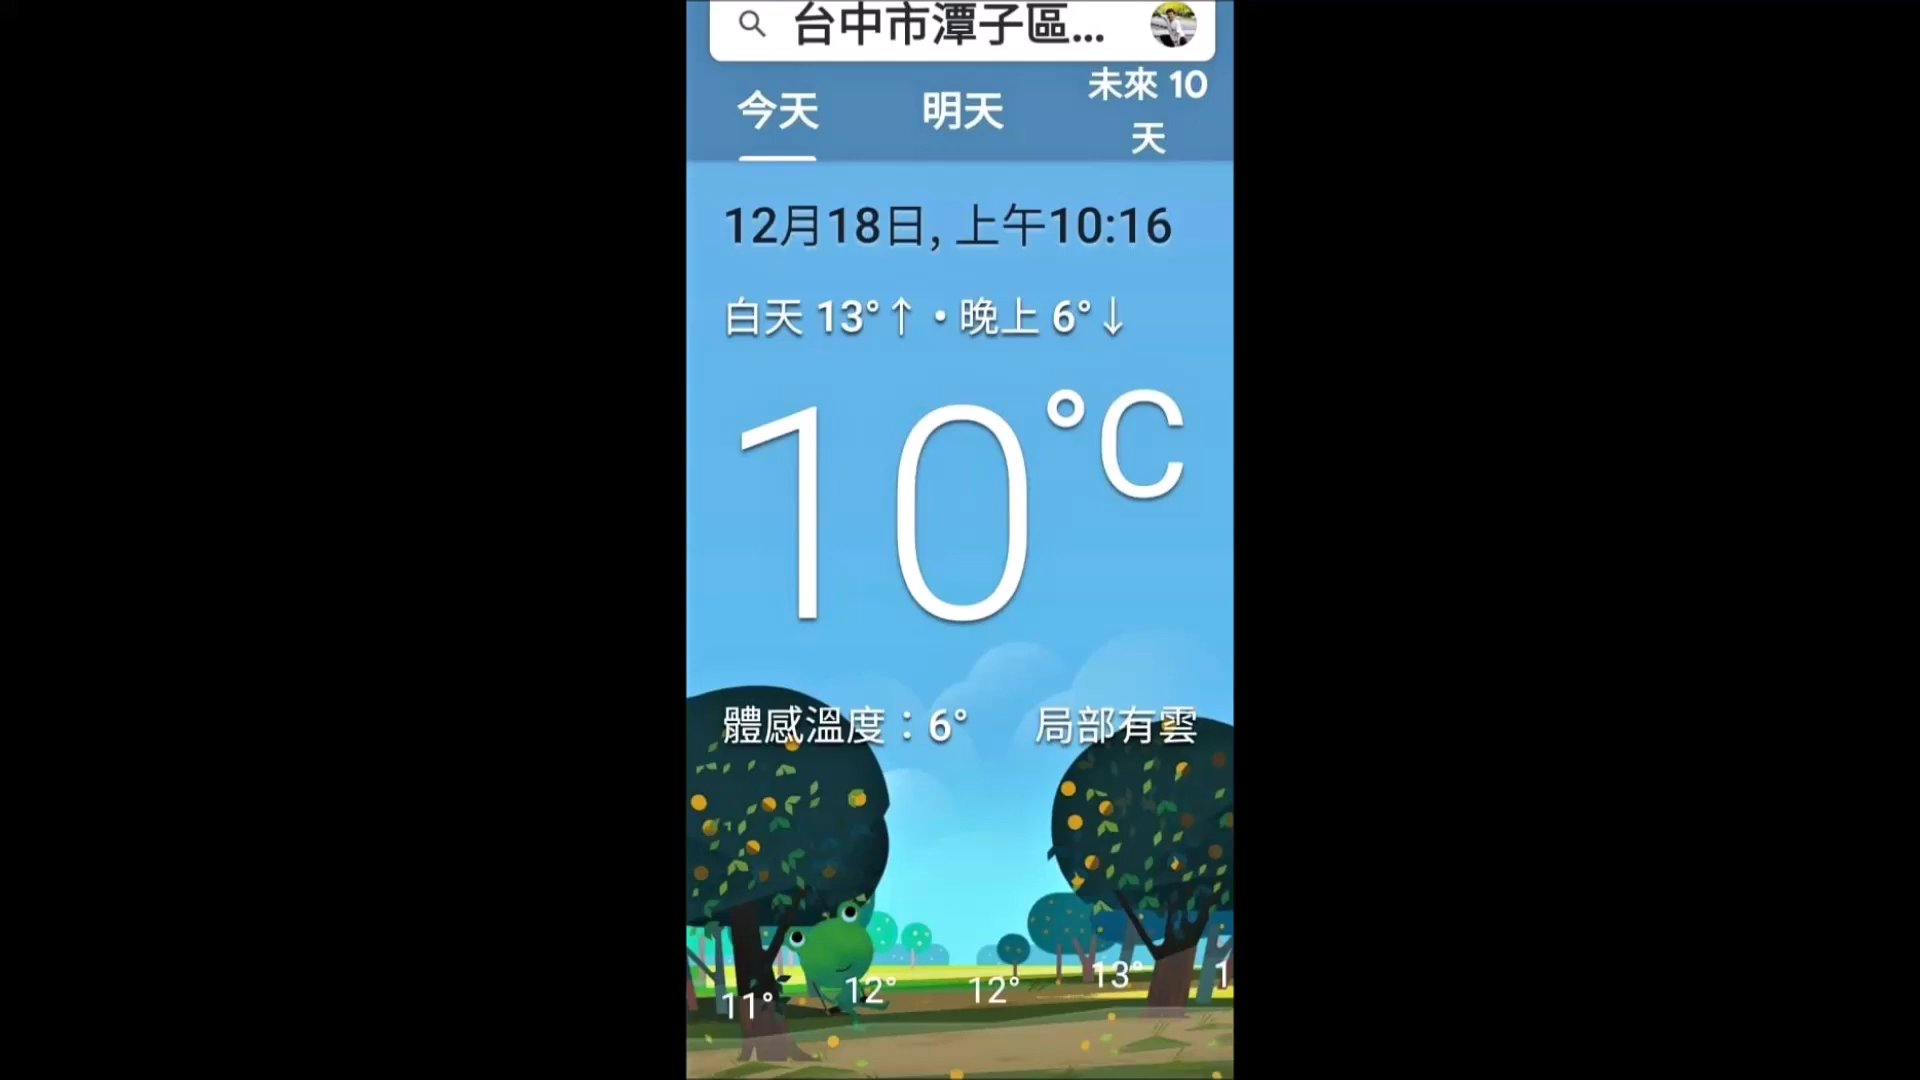 台中市潭子區...
今天
明天
未來 10
天
12月18日, 上午10:16
白天 13°↑ • 晚上 6°↓
10°C
體感溫度：6°
局部有雲
11° 12° 12° 13°